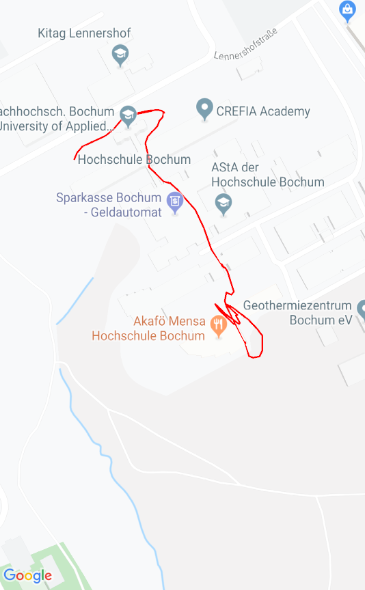 Kitag Lennershof
Lennershofstraße
achhochsch. Bochum
University of Applied...
CREFIA Academy
Hochschule Bochum
AStA der
Hochschule Bochum
Sparkasse Bochum
- Geldautomat
Geothermiezentrum
Bochum eV
Akafö Mensa
Hochschule Bochum
Google